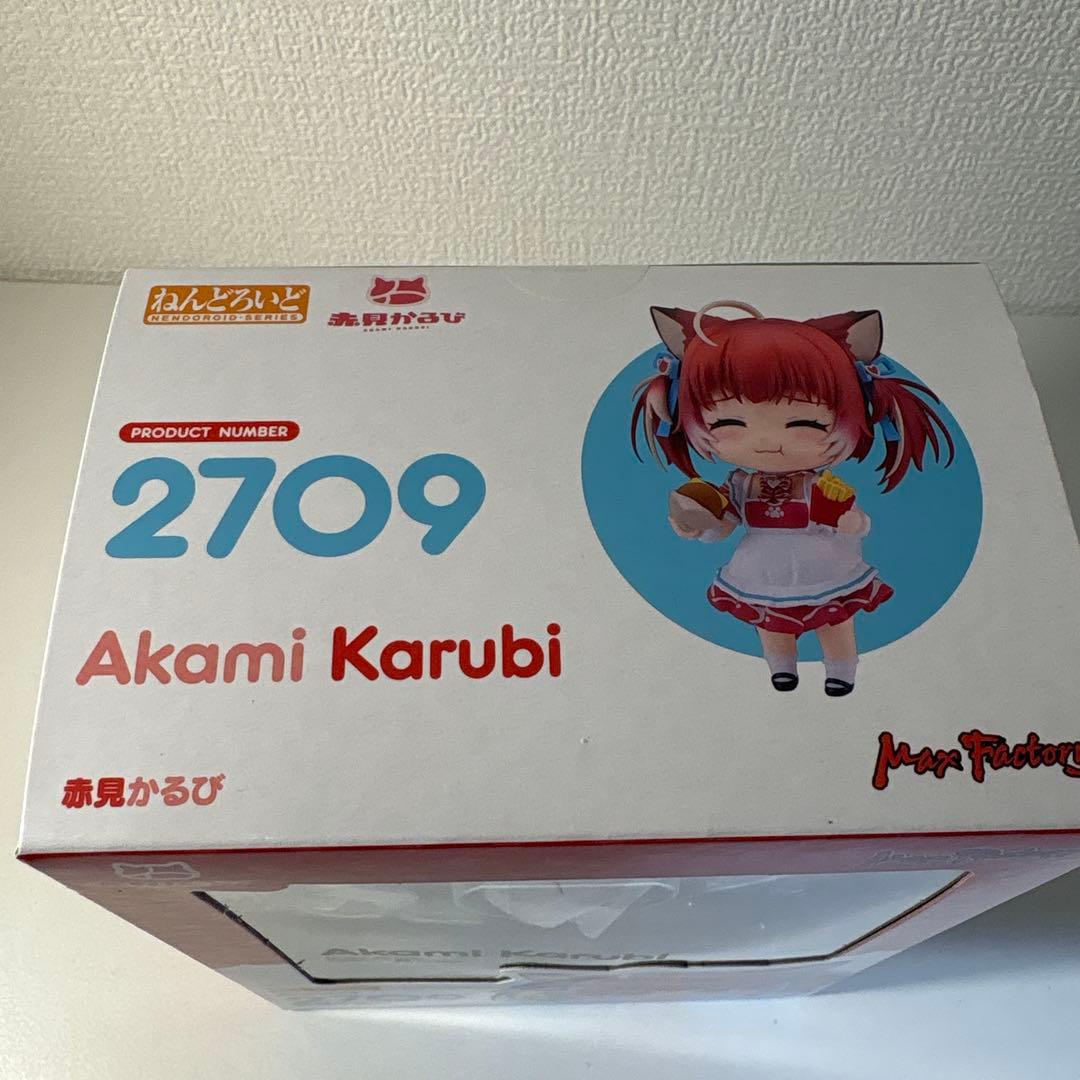 ねんどろいど
NENDOROID-SERIES
赤見かるび
AKAMI KARUBI
PRODUCT NUMBER
2709
Akami Karubi
赤見かるび
Max Factory
Akami Karubi